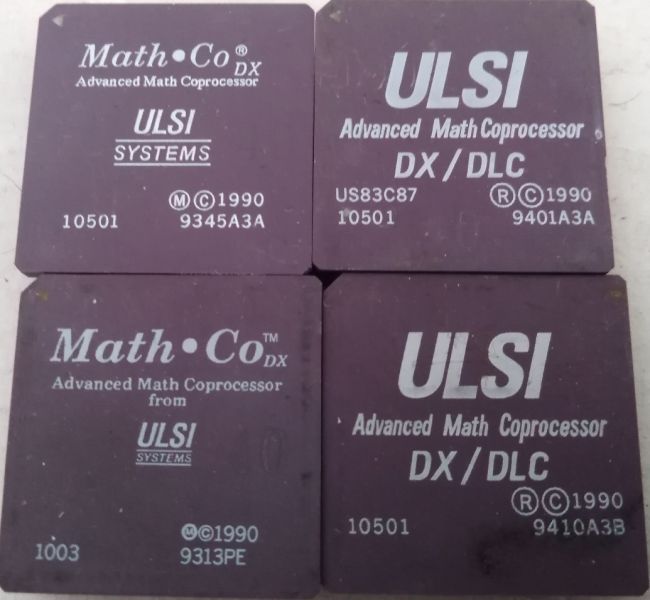 Math•Co® DX
Advanced Math Coprocessor
ULSI
SYSTEMS
Ⓜ©1990
10501 9345A3A
ULSI
Advanced Math Coprocessor
DX/DLC
US83C87 ®©1990
10501 9401A3A
Math•Co™ DX
Advanced Math Coprocessor
from
ULSI
SYSTEMS
Ⓜ©1990
1003 9313PE
ULSI
Advanced Math Coprocessor
DX/DLC
®©1990
10501 9410A3B